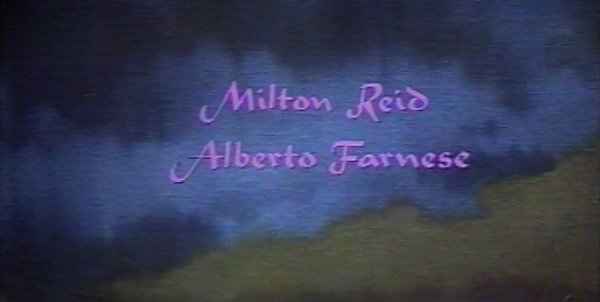 Milton Reid
Alberto Farnese